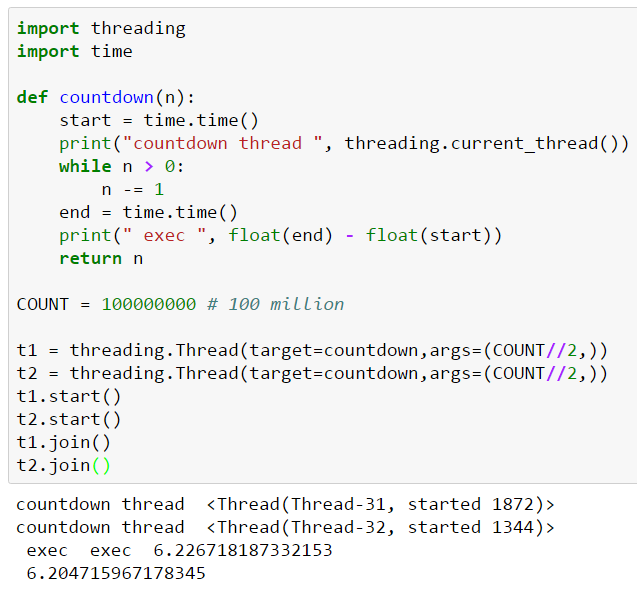 import threading
import time
def countdown(n):
    start = time.time()
    print("countdown thread ", threading.current_thread())
    while n > 0:
        n -= 1
    end = time.time()
    print(" exec ", float(end) - float(start))
    return n
COUNT = 100000000 # 100 million
t1 = threading.Thread(target=countdown,args=(COUNT//2,))
t2 = threading.Thread(target=countdown,args=(COUNT//2,))
t1.start()
t2.start()
t1.join()
t2.join()
countdown thread  <Thread(Thread-31, started 1872)>
countdown thread  <Thread(Thread-32, started 1344)>
 exec  exec  6.226718187332153
 6.204715967178345